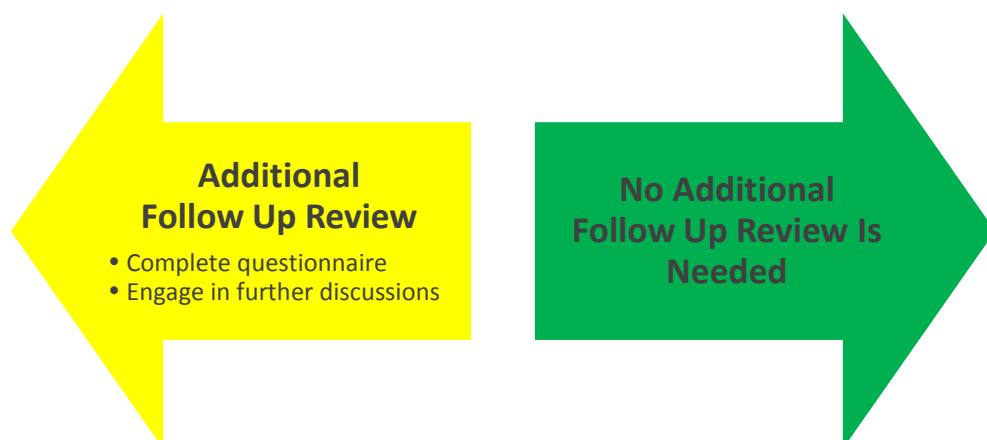 Additional
Follow Up Review
• Complete questionnaire
• Engage in further discussions
No Additional
Follow Up Review Is
Needed